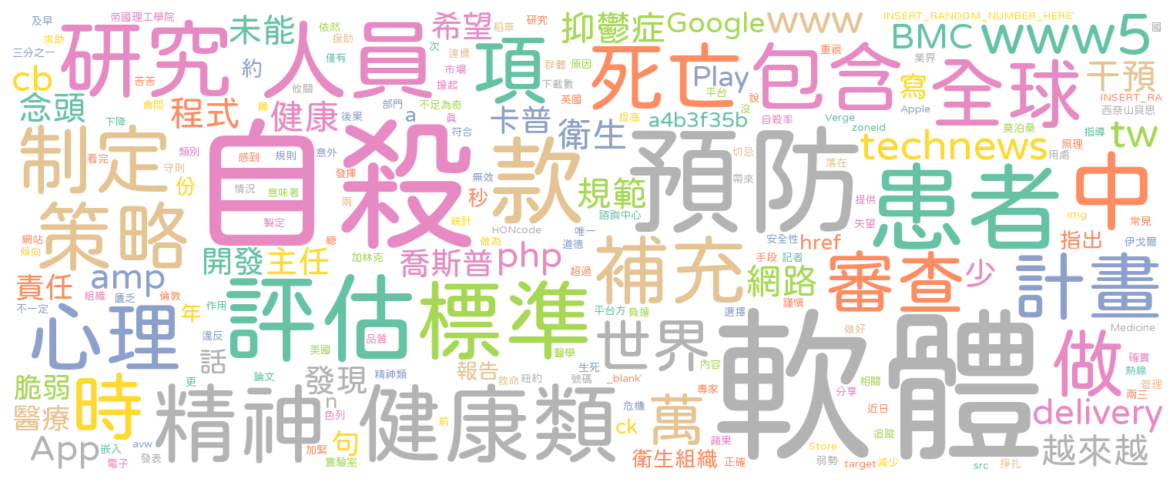 帝國理工學院
及早
求助
三分之一
cb
念頭
研究
人員
未能
依然
援助
僅有
約
攸關
苦苦
程式
會問
下降
健康
部門
後果
a
希望
次
市場
撞起
不足為奇
真
符合
達標
研究
稻草
項
卡普
衛生
抑鬱症
群體
原因
下載數
英國
提高
Google
www
死亡
Play
平台
沒
說
a4b3f35b
自殺率
包含
重視
INSERT_RANDOM_NUMBER_HERE
業界
BMC
www5
寫
Apple
Verge
zoneid
全球
國
干預
INSERT_RA
西奈山貝思
葉泊桑
指導
tw
technews
照理
用處
落在
制定
看完
類別
守則
份
策略
網站
傾向
責任
組織
不一定
匱乏
倫敦
amp
自殺
感到
規則
意外
情況
意味著
製定
發揮
兩
統計
總
加林克
做為
秒
無效
HONcode
諮詢中心
唯一
道德
款
規範
預防
切忌
帶來
患者
中
提供
失望
常見
img
指出
伊戈爾
href
安全性
手段
記者
謹慎
開發
主任
喬斯普
php
超過
補充
網路
平台方
負擔
選擇
審查
少
計畫
Medicine
心理
年
作用
違反
話
評估
美國
品質
標準
醫學
世界
內容
軟體
做好
做
確實
熱線
管理
兩三
脆弱
醫療
時
更
論文
發現
n
精神類
報告
救命
紐約
生死
號碼
_blank'
專家
危機
分享
相關
近日
追蹤
delivery
App
嵌入
avw
電子
發表
精神
健康類
加緊
句
色列
實驗室
前
ck
萬
蘋果
衛生組織
正確
Store
弱勢
target
減少
src
掙扎
越來越